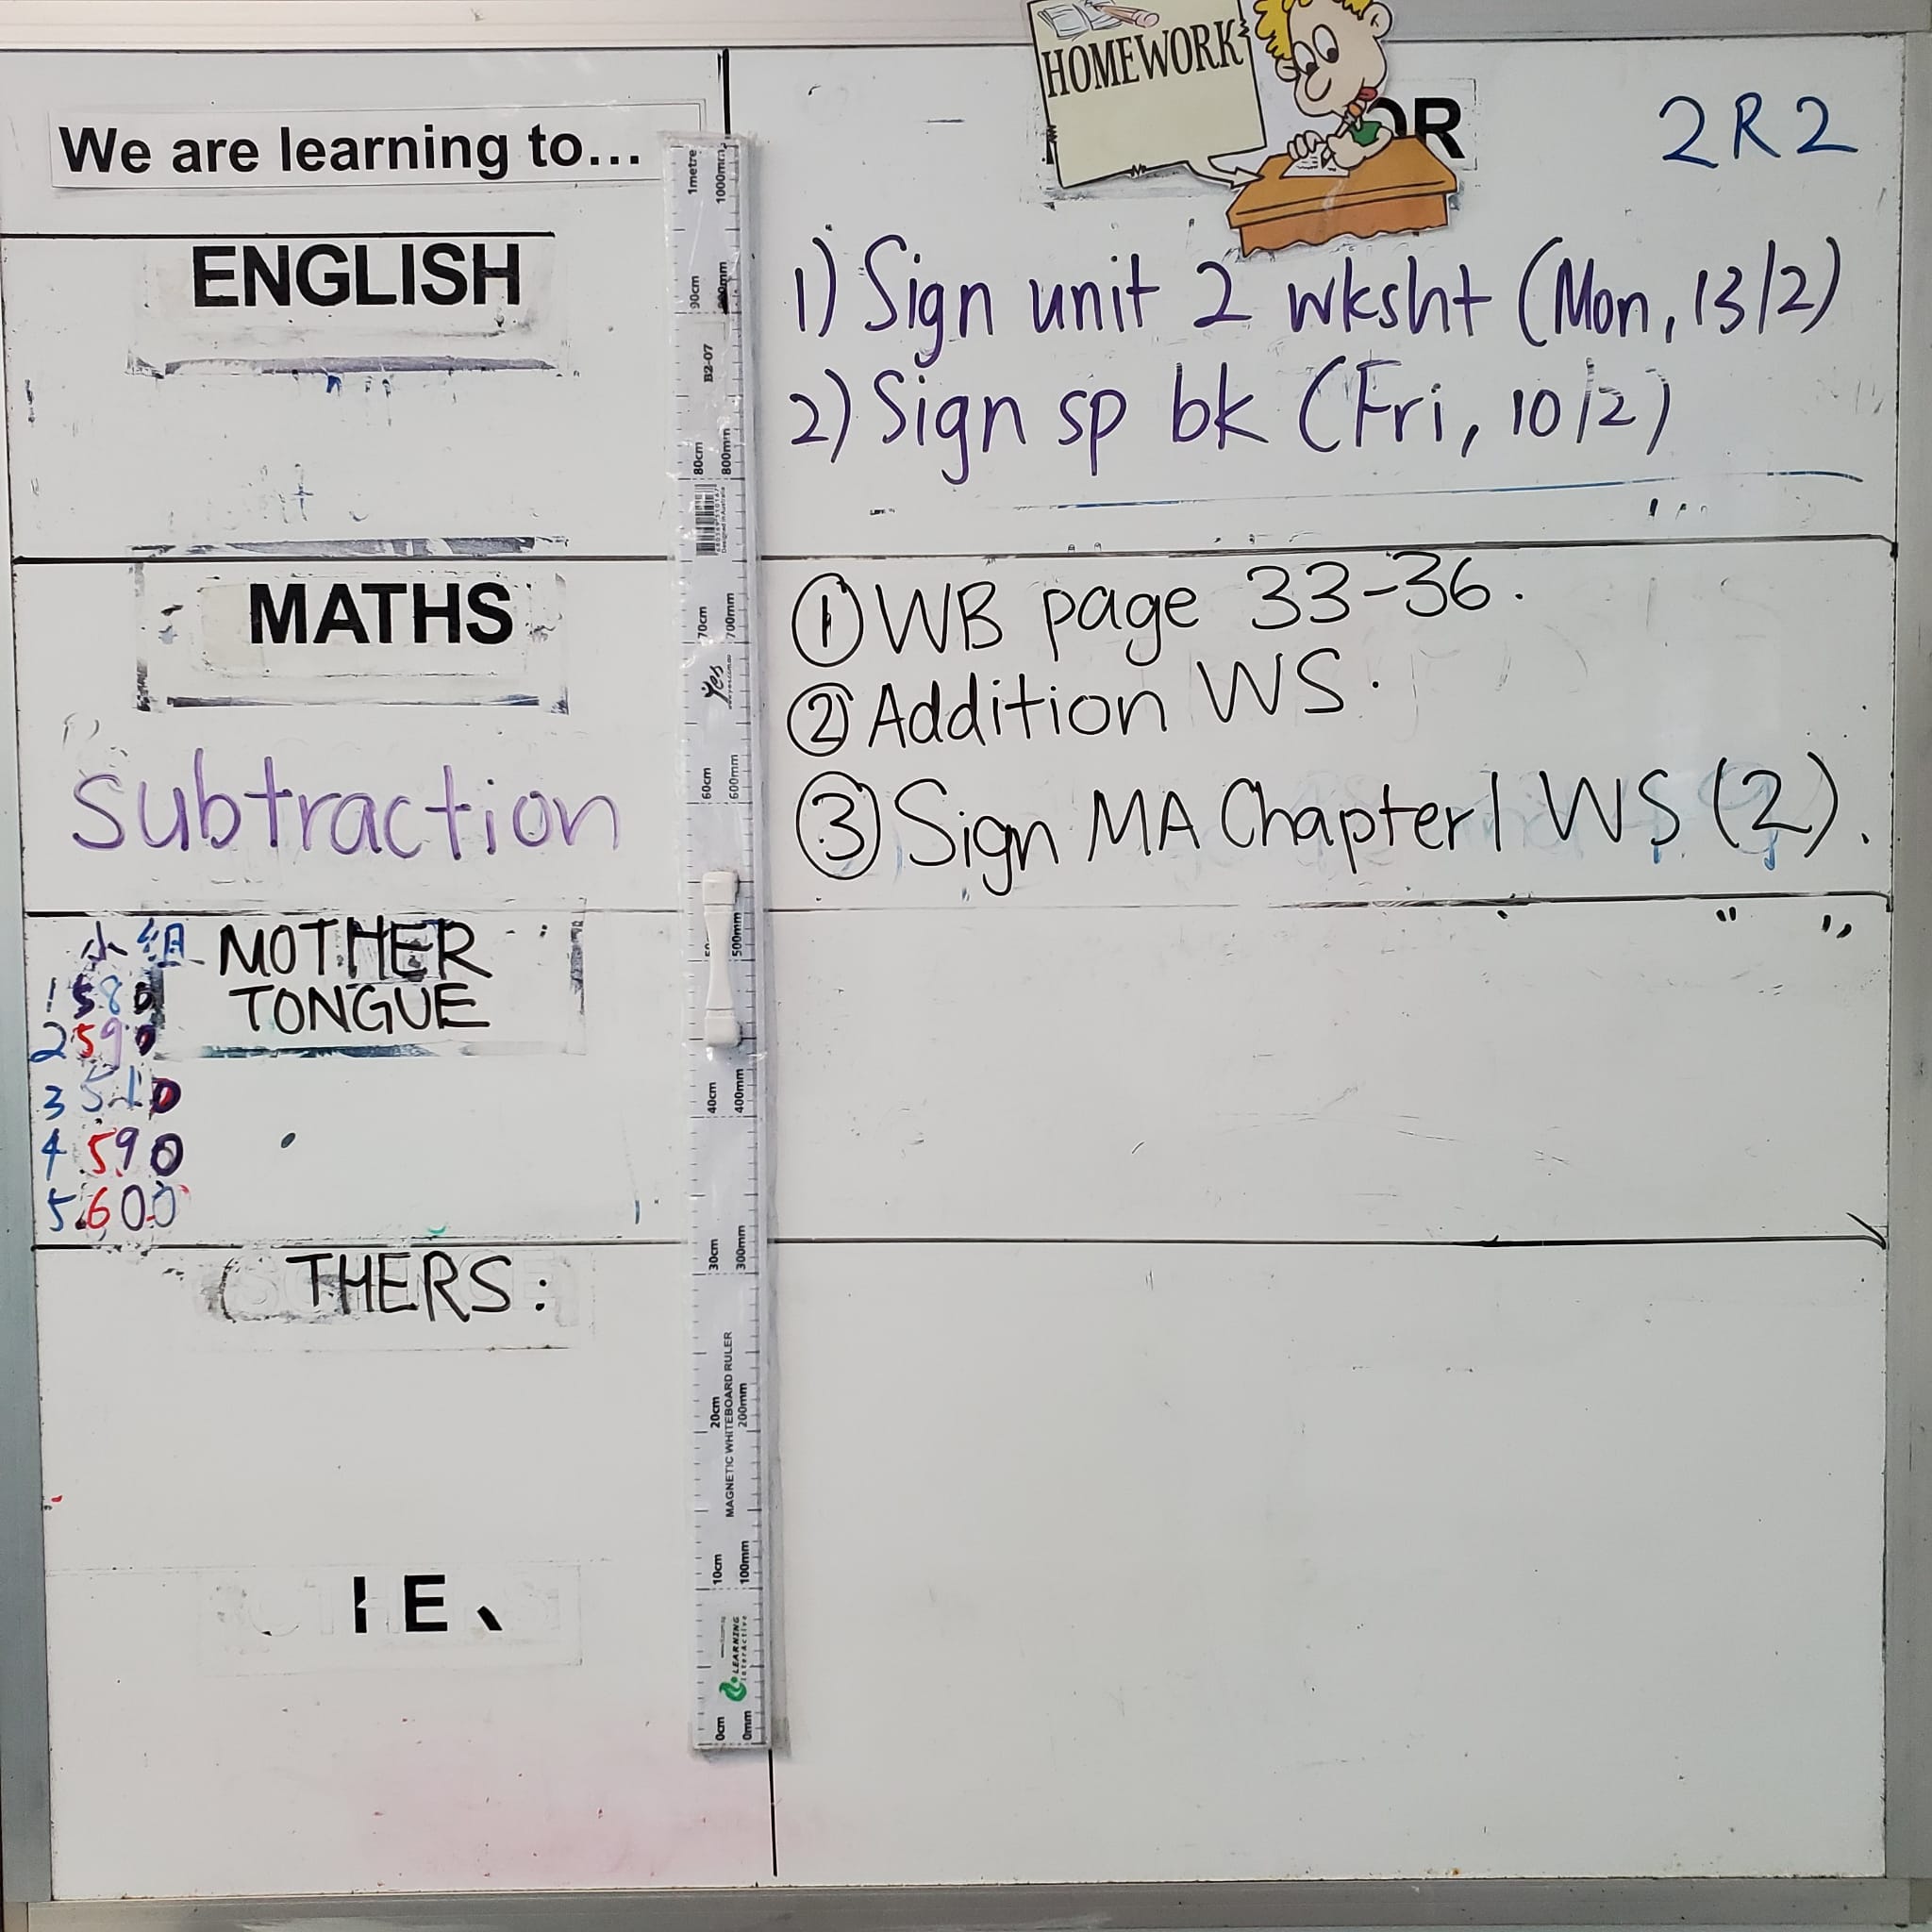 HOMEWORK
We are learning to...
OR
2R2
ENGLISH
1) Sign unit 2 wksht (Mon, 13/2)
2) Sign sp bk (Fri, 10/2)
MATHS
Subtraction
① WB page 33-36.
② Addition WS.
③ Sign MA Chapter 1 WS (2).
小组
MOTHER
TONGUE
1 580
2 590
3 510
4 590
5 600
THERS:
1metre 1000mm
90cm
B2-07
80cm 800mm
Designed in Australia
70cm 700mm
Yes
60cm 600mm
500mm
40cm 400mm
30cm 300mm
MAGNETIC WHITEBOARD RULER
20cm 200mm
10cm 100mm
LEARNING
interActive
0cm 0mm